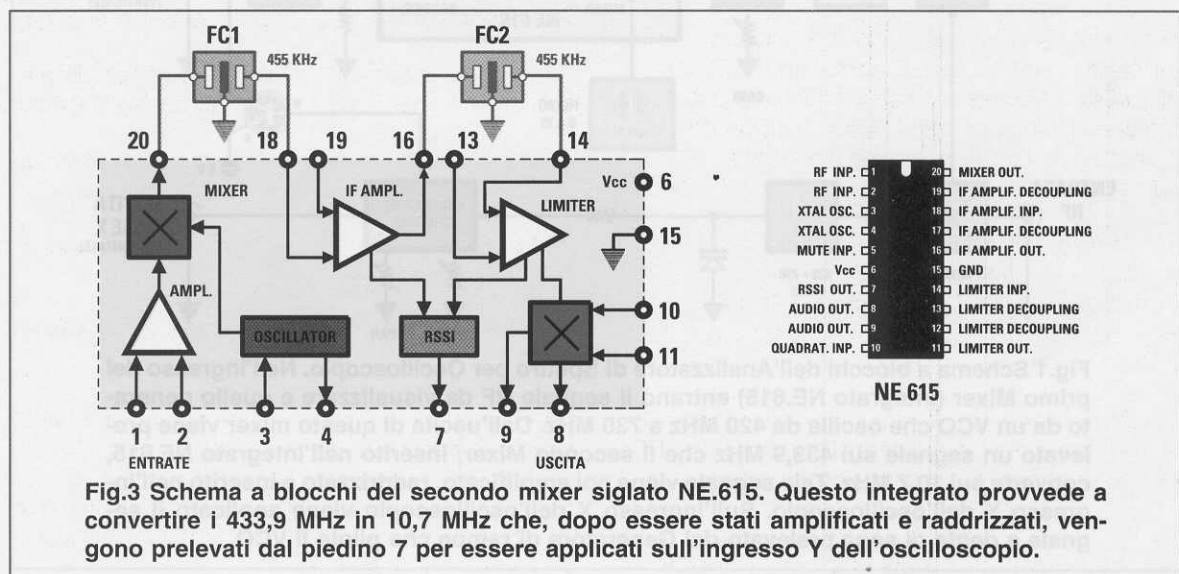 FC1
FC2
455 KHz
455 KHz
20
18
19
16
13
14
MIXER
IF AMPL.
LIMITER
Vcc
6
15
AMPL.
OSCILLATOR
RSSI
10
11
1
2
3
4
7
9
8
ENTRATE
USCITA
RF INP. 1
RF INP. 2
XTAL OSC. 3
XTAL OSC. 4
MUTE INP. 5
Vcc 6
RSSI OUT. 7
AUDIO OUT. 8
AUDIO OUT. 9
QUADRAT. INP. 10
20 MIXER OUT.
19 IF AMPLIF. DECOUPLING
18 IF AMPLIF. INP.
17 IF AMPLIF. DECOUPLING
16 IF AMPLIF. OUT.
15 GND
14 LIMITER INP.
13 LIMITER DECOUPLING
12 LIMITER DECOUPLING
11 LIMITER OUT.
NE 615
Fig.3 Schema a blocchi del secondo mixer siglato NE.615. Questo integrato provvede a
convertire i 433,9 MHz in 10,7 MHz che, dopo essere stati amplificati e raddrizzati, ven-
gono prelevati dal piedino 7 per essere applicati sull'ingresso Y dell'oscilloscopio.